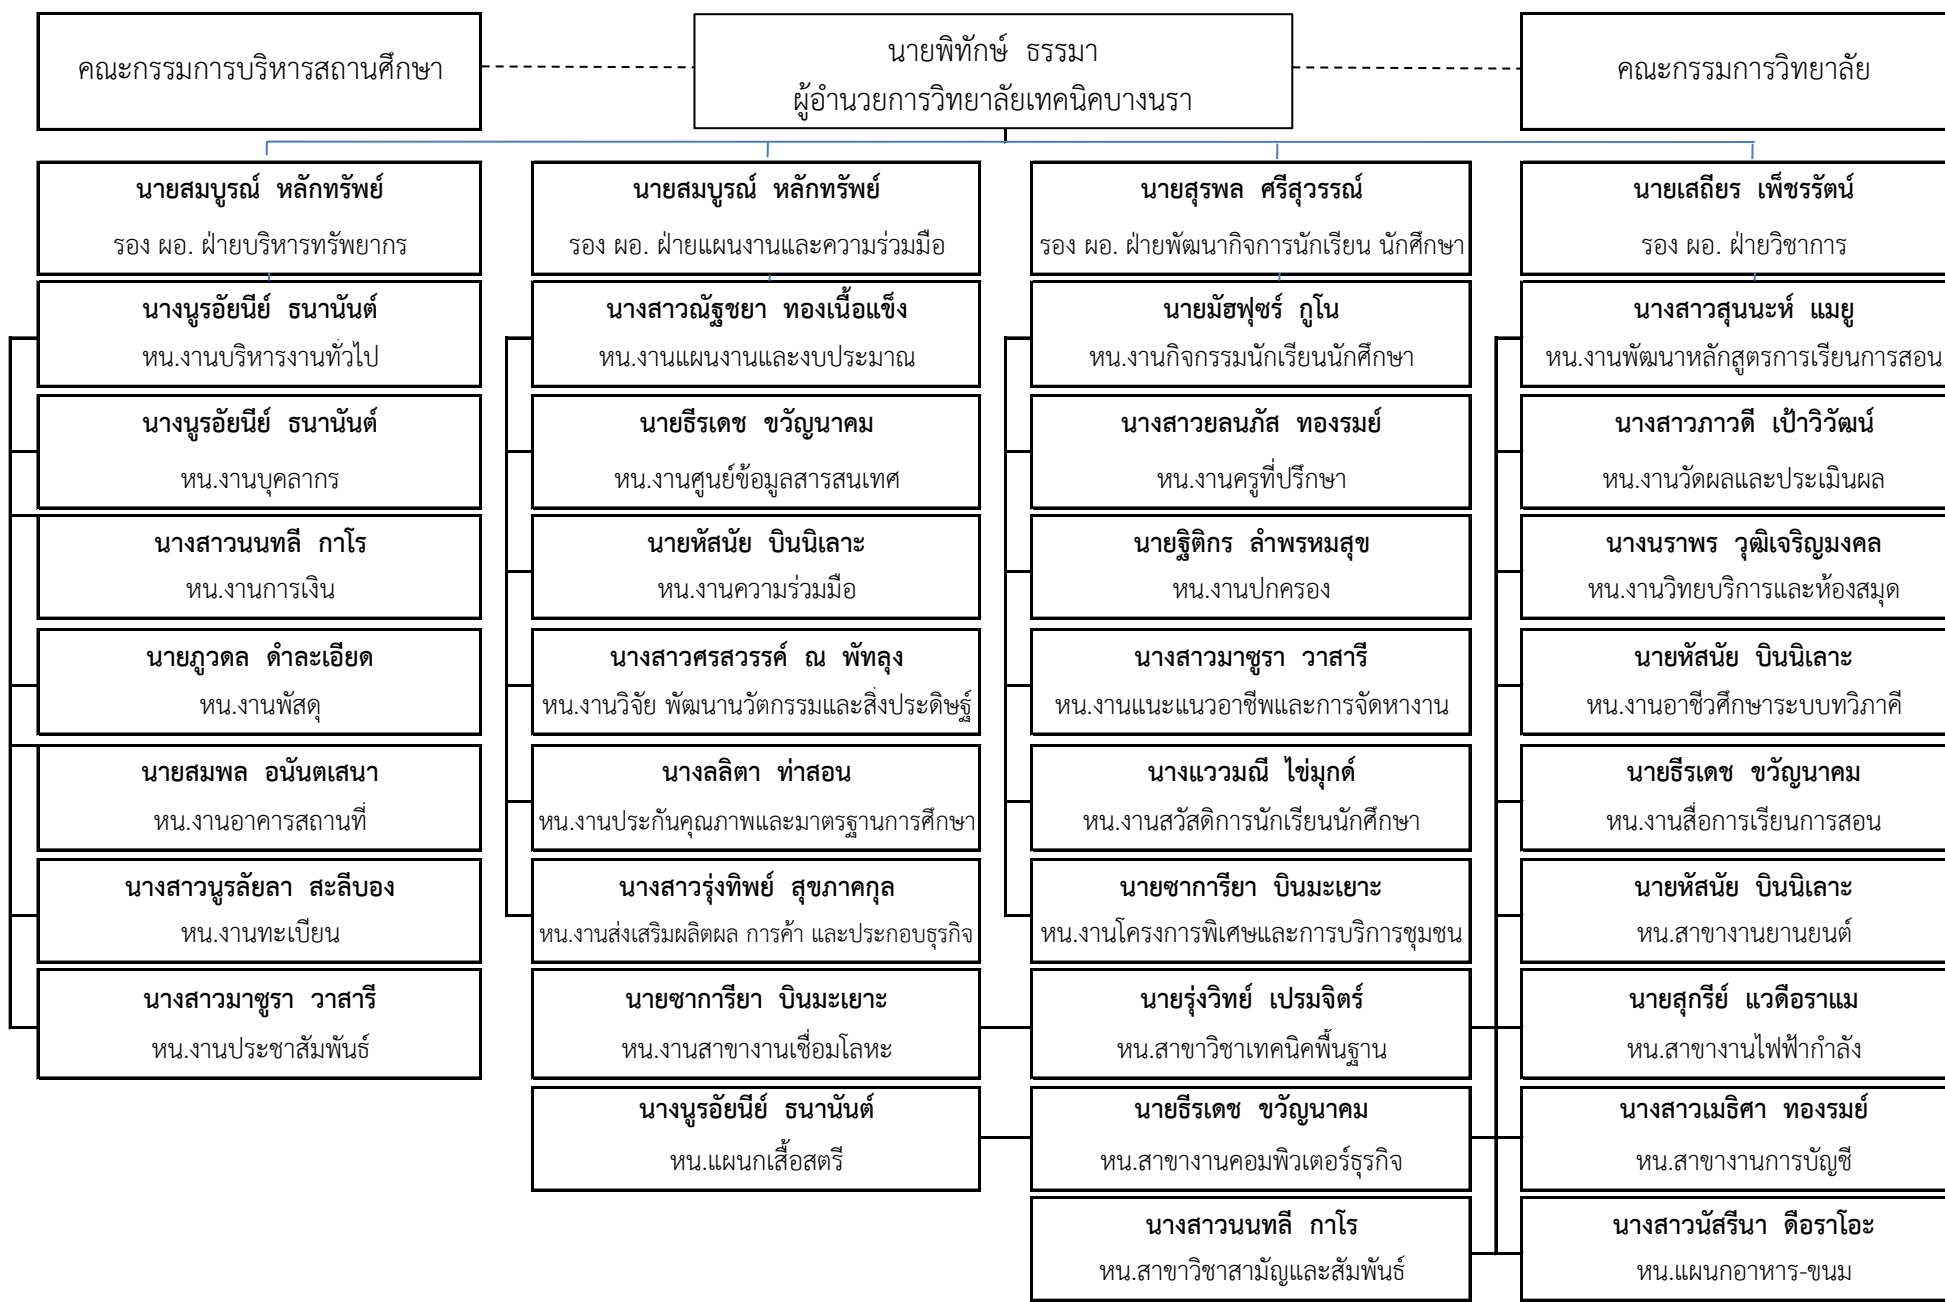 คณะกรรมการบริหารสถานศึกษา
นายพิทักษ์ ธรรมา
ผู้อำนวยการวิทยาลัยเทคนิคบางนรา
คณะกรรมการวิทยาลัย
นายสมบูรณ์ หลักทรัพย์
รอง ผอ. ฝ่ายบริหารทรัพยากร
นายสมบูรณ์ หลักทรัพย์
รอง ผอ. ฝ่ายแผนงานและความร่วมมือ
นายสุรพล ศรีสุวรรณ์
รอง ผอ. ฝ่ายพัฒนากิจการนักเรียน นักศึกษา
นายเสถียร เพ็ชรรัตน์
รอง ผอ. ฝ่ายวิชาการ
นางนูรอัยนีย์ ธนานันต์
หน.งานบริหารงานทั่วไป
นางสาวณัฐชยา ทองเนื้อแข็ง
หน.งานแผนงานและงบประมาณ
นายมัฮฟุซร์ กูโน
หน.งานกิจกรรมนักเรียนนักศึกษา
นางสาวสุนนะห์ แมยู
หน.งานพัฒนาหลักสูตรการเรียนการสอน
นางนูรอัยนีย์ ธนานันต์
หน.งานบุคลากร
นายธีรเดช ขวัญนาคม
หน.งานศูนย์ข้อมูลสารสนเทศ
นางสาวยลนภัส ทองรมย์
หน.งานครูที่ปรึกษา
นางสาวภาวดี เป้าวิวัฒน์
หน.งานวัดผลและประเมินผล
นางสาวนนทลี กาโร
หน.งานการเงิน
นายหัสนัย บินนิเลาะ
หน.งานความร่วมมือ
นายฐิติกร ลำพรหมสุข
หน.งานปกครอง
นางนราพร วุฒิเจริญมงคล
หน.งานวิทยบริการและห้องสมุด
นายภูวดล ดำละเอียด
หน.งานพัสดุ
นางสาวศรสวรรค์ ณ พัทลุง
หน.งานวิจัย พัฒนานวัตกรรมและสิ่งประดิษฐ์
นางสาวมาซูรา วาสารี
หน.งานแนะแนวอาชีพและการจัดหางาน
นายหัสนัย บินนิเลาะ
หน.งานอาชีวศึกษาระบบทวิภาคี
นายสมพล อนันตเสนา
หน.งานอาคารสถานที่
นางลลิตา ท่าสอน
หน.งานประกันคุณภาพและมาตรฐานการศึกษา
นางแววมณี ไข่มุกด์
หน.งานสวัสดิการนักเรียนนักศึกษา
นายธีรเดช ขวัญนาคม
หน.งานสื่อการเรียนการสอน
นางสาวนูรลัยลา สะลีบอง
หน.งานทะเบียน
นางสาวรุ่งทิพย์ สุขภาคกุล
หน.งานส่งเสริมผลิตผล การค้า และประกอบธุรกิจ
นายซาการียา บินมะเยาะ
หน.งานโครงการพิเศษและการบริการชุมชน
นายหัสนัย บินนิเลาะ
หน.สาขางานยานยนต์
นางสาวมาซูรา วาสารี
หน.งานประชาสัมพันธ์
นายซาการียา บินมะเยาะ
หน.งานสาขางานเชื่อมโลหะ
นายรุ่งวิทย์ เปรมจิตร์
หน.สาขาวิชาเทคนิคพื้นฐาน
นายสุกรีย์ แวดือราแม
หน.สาขางานไฟฟ้ากำลัง
นางนูรอัยนีย์ ธนานันต์
หน.แผนกเสื้อสตรี
นายธีรเดช ขวัญนาคม
หน.สาขางานคอมพิวเตอร์ธุรกิจ
นางสาวเมธิศา ทองรมย์
หน.สาขางานการบัญชี
นางสาวนนทลี กาโร
หน.สาขาวิชาสามัญและสัมพันธ์
นางสาวนัสรีนา ดือราโอะ
หน.แผนกอาหาร-ขนม